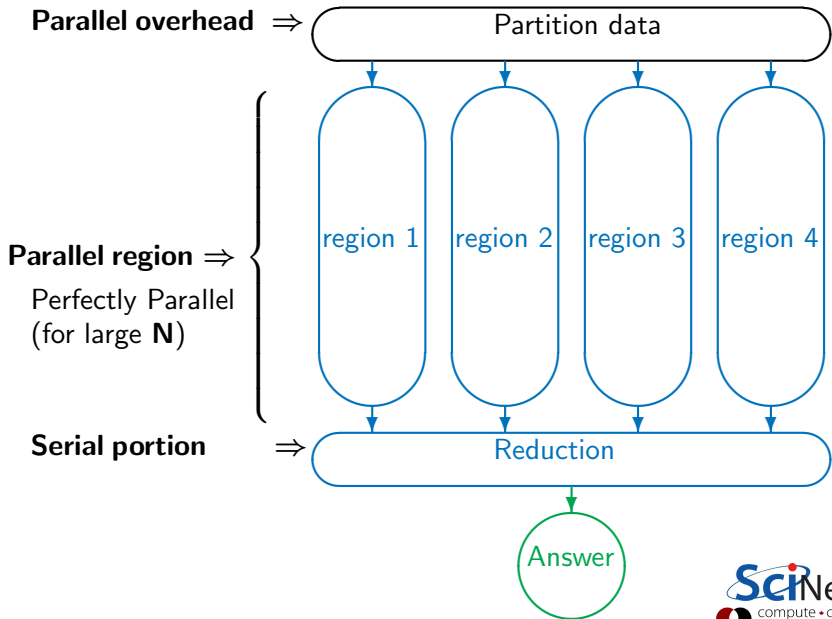 Parallel overhead ⇒ Partition data
region 1 region 2 region 3 region 4
Parallel region ⇒
Perfectly Parallel
(for large N)
Serial portion ⇒ Reduction
Answer
SciNe
compute • c